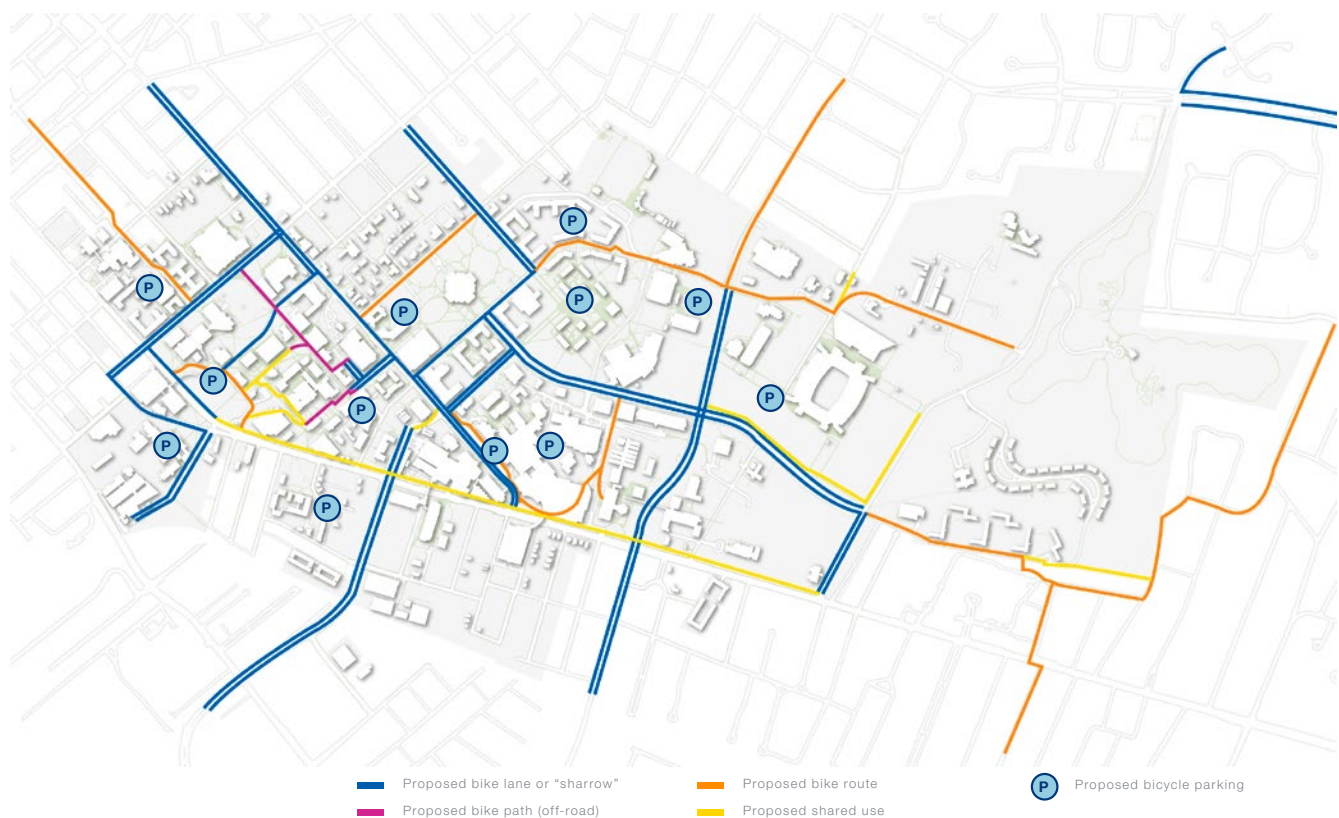 P
P
P
P
P
P
P
P
P
P
P
P
Proposed bike lane or “sharrow”
Proposed bike route
P Proposed bicycle parking
Proposed bike path (off-road)
Proposed shared use